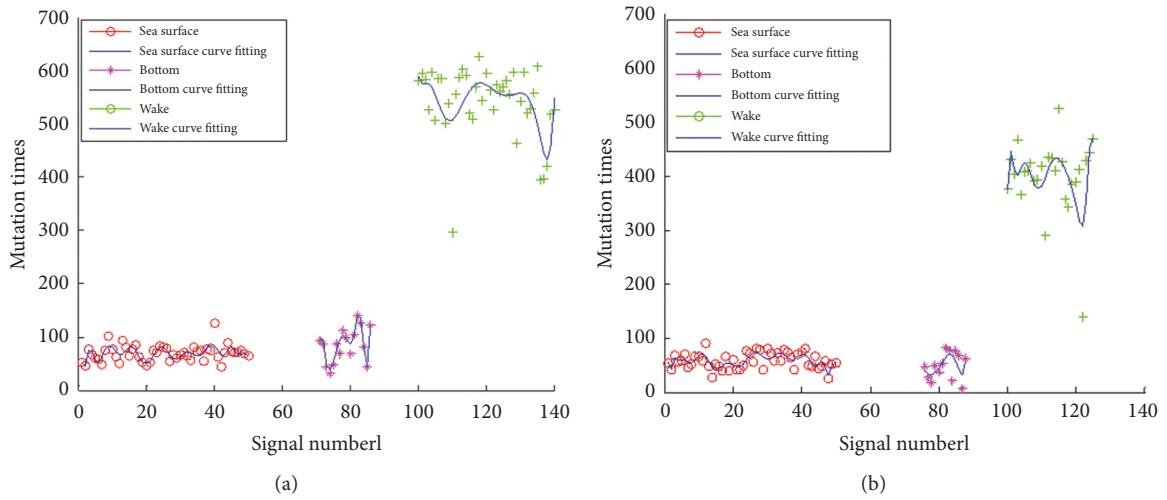 700
600
500
400
300
200
100
0
Mutation times
Sea surface
Sea surface curve fitting
Bottom
Bottom curve fitting
Wake
Wake curve fitting
0 20 40 60 80 100 120 140
Signal numberl
(a)
700
600
500
400
300
200
100
0
Mutation times
Sea surface
Sea surface curve fitting
Bottom
Bottom curve fitting
Wake
Wake curve fitting
0 20 40 60 80 100 120 140
Signal numberl
(b)